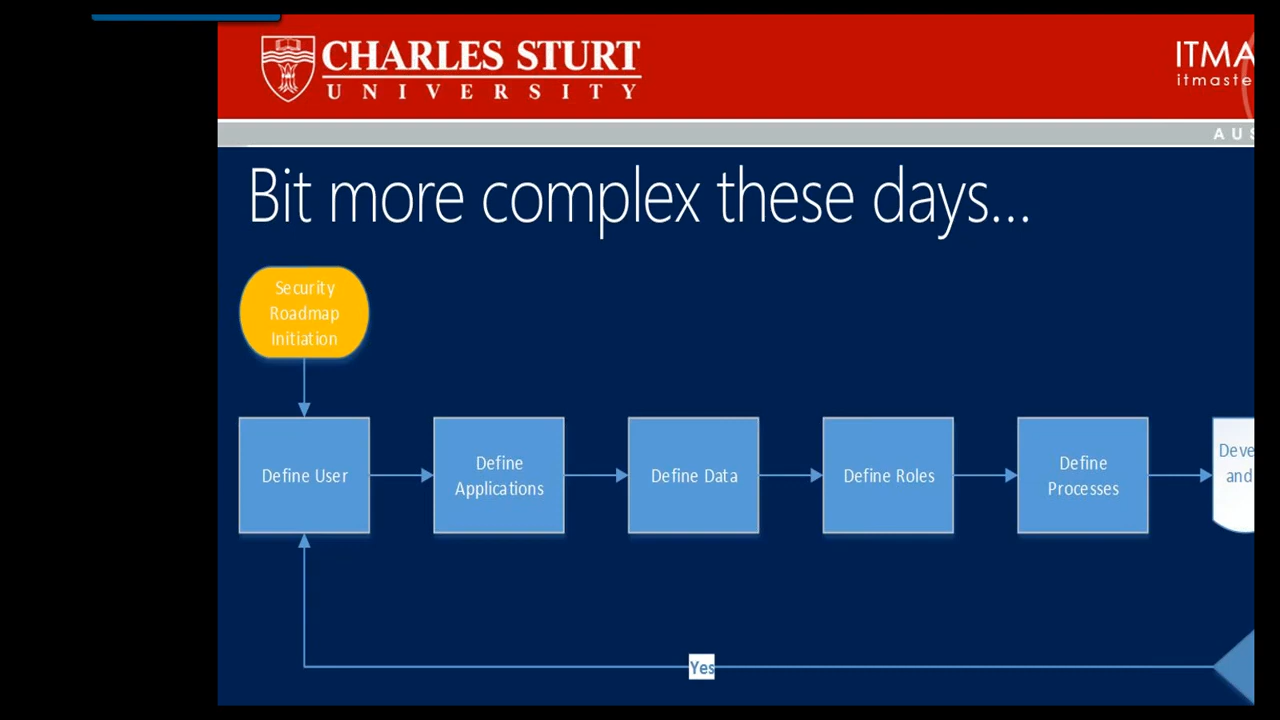 CHARLES STURT
UNIVERSITY
ITMA
itmaste
AUS
Bit more complex these days...
Security
Roadmap
Initiation
Define User
Define
Applications
Define Data
Define Roles
Define
Processes
Deve
and
Yes